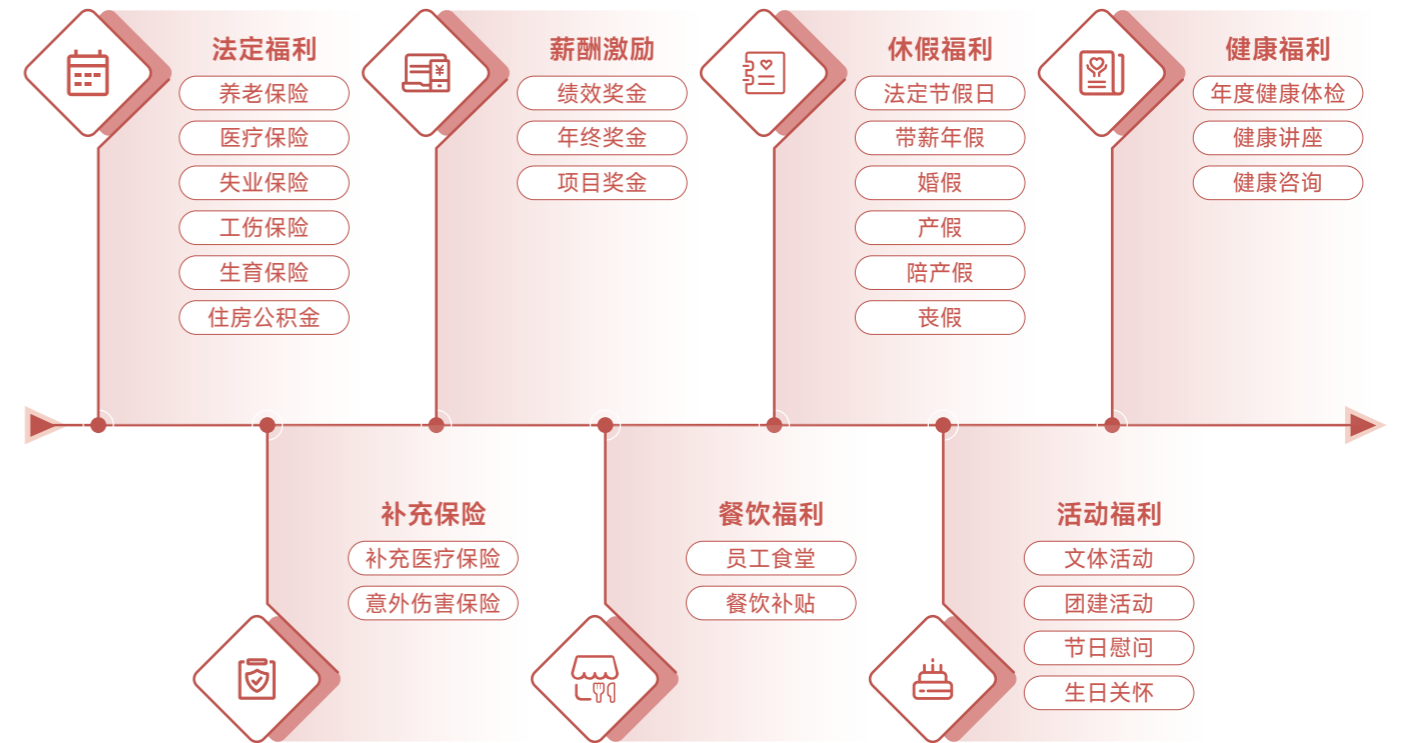 法定福利
养老保险
医疗保险
失业保险
工伤保险
生育保险
住房公积金
薪酬激励
绩效奖金
年终奖金
项目奖金
休假福利
法定节假日
带薪年假
婚假
产假
陪产假
丧假
健康福利
年度健康体检
健康讲座
健康咨询
补充保险
补充医疗保险
意外伤害保险
餐饮福利
员工食堂
餐饮补贴
活动福利
文体活动
团建活动
节日慰问
生日关怀